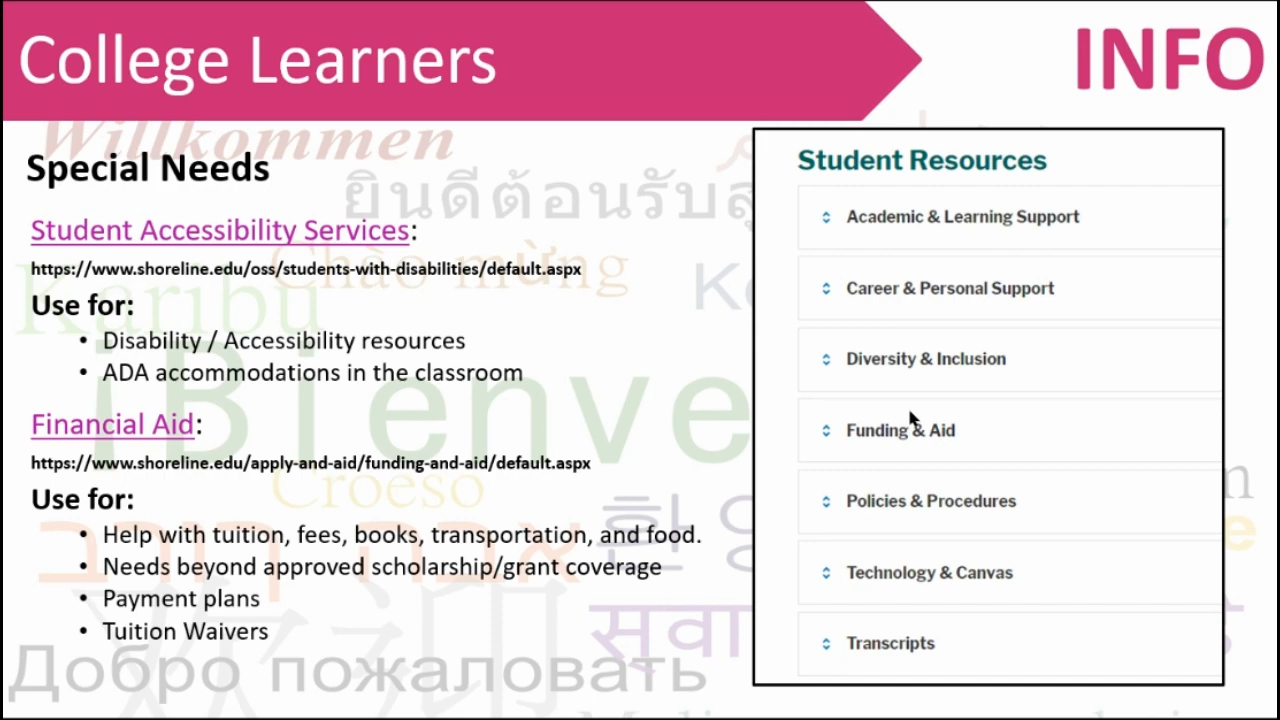 College Learners
INFO
Willkommen
Special Needs
ยินดีต้อนรับ
Student Accessibility Services:
Chào mừng
https://www.shoreline.edu/oss/students-with-disabilities/default.aspx
Karibu
Use for:
• Disability / Accessibility resources
• ADA accommodations in the classroom
¡Bienve
Financial Aid:
https://www.shoreline.edu/apply-and-aid/funding-and-aid/default.aspx
Croeso
Use for:
• Help with tuition, fees, books, transportation, and food.
• Needs beyond approved scholarship/grant coverage
• Payment plans
• Tuition Waivers
欢迎
Добро пожаловать
Student Resources
Academic & Learning Support
Career & Personal Support
Diversity & Inclusion
Funding & Aid
Policies & Procedures
Technology & Canvas
Transcripts